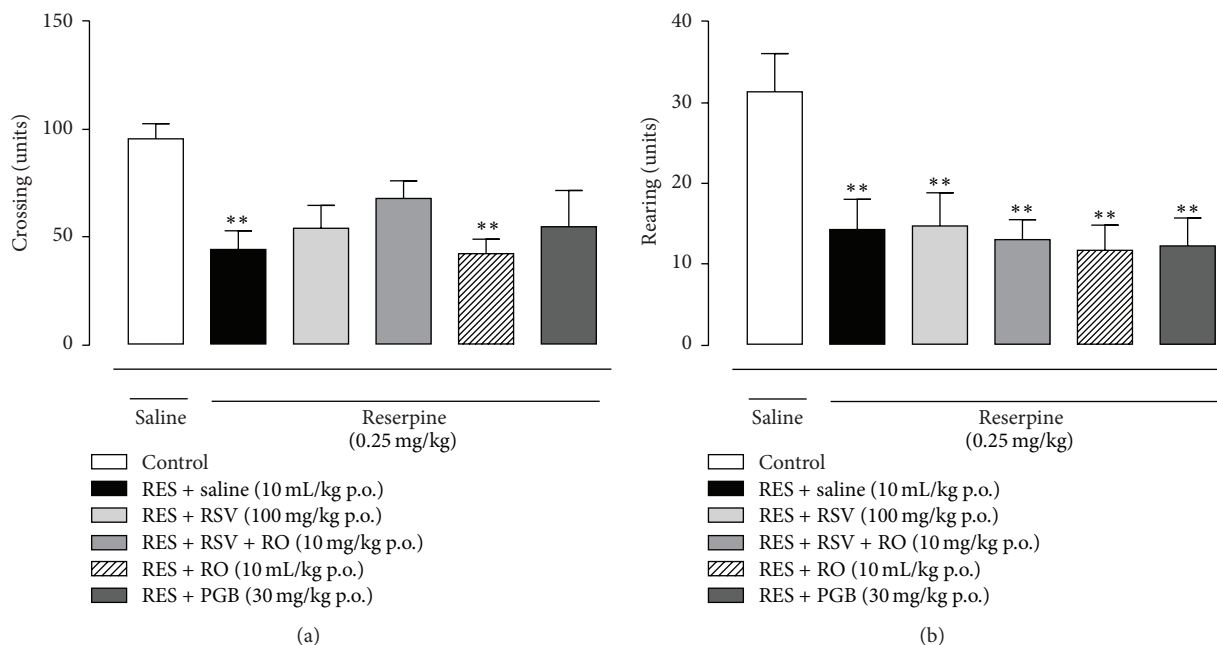 150
100
50
0
Crossing (units)
**
**
Saline
Reserpine
(0.25 mg/kg)
Control
RES + saline (10 mL/kg p.o.)
RES + RSV (100 mg/kg p.o.)
RES + RSV + RO (10 mg/kg p.o.)
RES + RO (10 mL/kg p.o.)
RES + PGB (30 mg/kg p.o.)
(a)
40
30
20
10
0
Rearing (units)
**
**
**
**
**
Saline
Reserpine
(0.25 mg/kg)
Control
RES + saline (10 mL/kg p.o.)
RES + RSV (100 mg/kg p.o.)
RES + RSV + RO (10 mg/kg p.o.)
RES + RO (10 mL/kg p.o.)
RES + PGB (30 mg/kg p.o.)
(b)